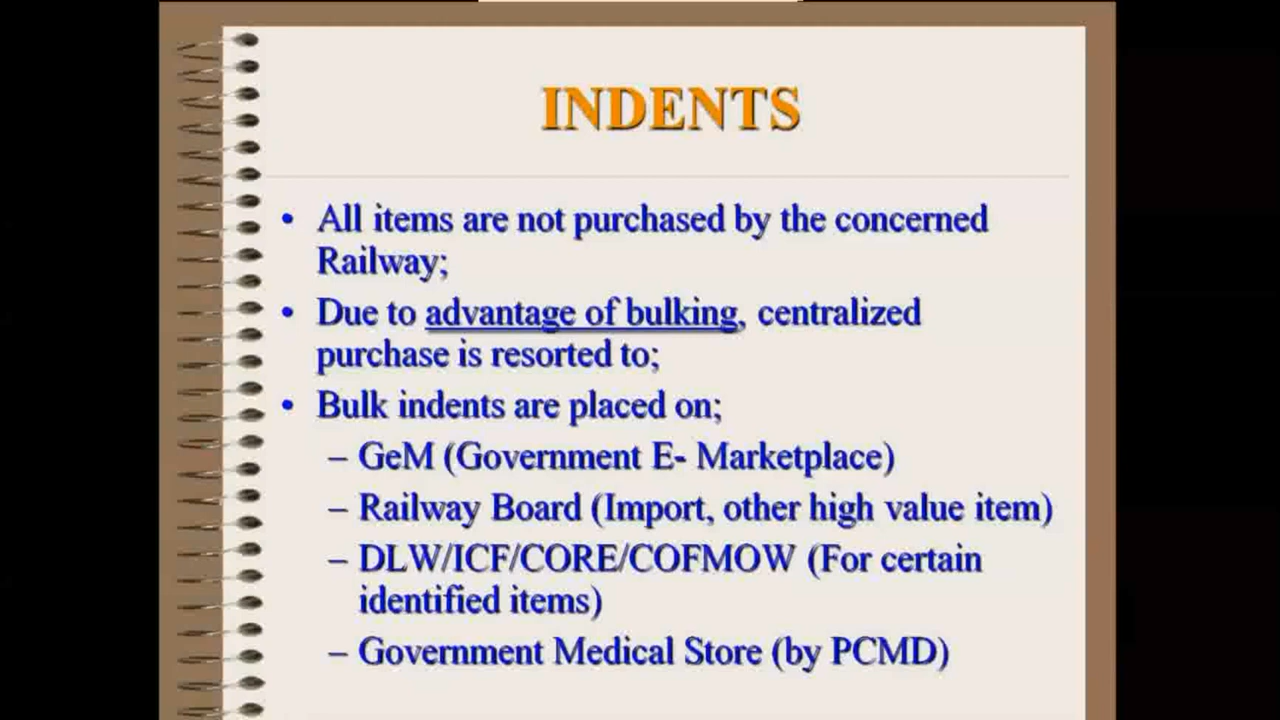 INDENTS
• All items are not purchased by the concerned
Railway;
• Due to advantage of bulking, centralized
purchase is resorted to;
• Bulk indents are placed on;
– GeM (Government E- Marketplace)
– Railway Board (Import, other high value item)
– DLW/ICF/CORE/COFMOW (For certain
identified items)
– Government Medical Store (by PCMD)